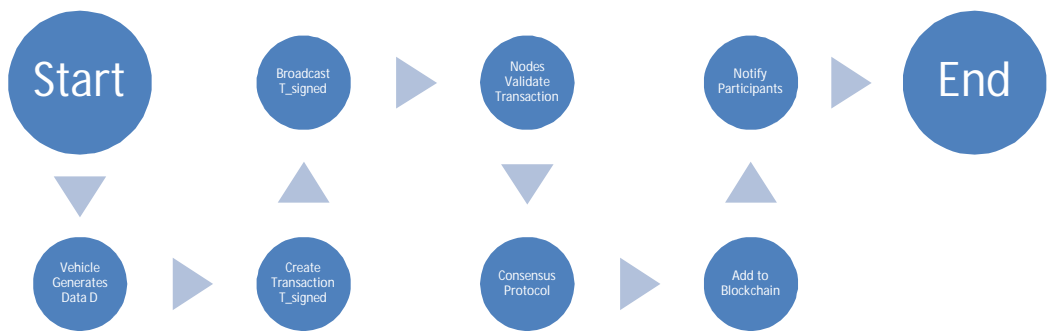 Start
Vehicle
Generates
Data D
Create
Transaction
T_signed
Broadcast
T_signed
Nodes
Validate
Transaction
Consensus
Protocol
Add to
Blockchain
Notify
Participants
End